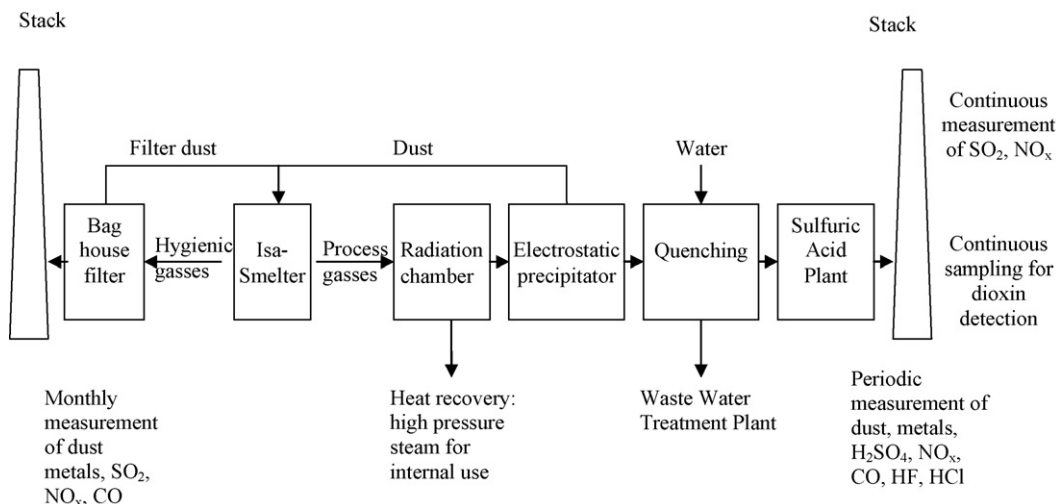 Stack
Stack
Continuous
measurement
of SO₂, NOₓ
Filter dust
Dust
Water
Bag
house
filter
Hygienic
gasses
Isa-
Smelter
Process
gasses
Radiation
chamber
Electrostatic
precipitator
Quenching
Sulfuric
Acid
Plant
Continuous
sampling for
dioxin
detection
Monthly
measurement
of dust
metals, SO₂,
NOₓ, CO
Heat recovery:
high pressure
steam for
internal use
Waste Water
Treatment Plant
Periodic
measurement of
dust, metals,
H₂SO₄, NOₓ,
CO, HF, HCl